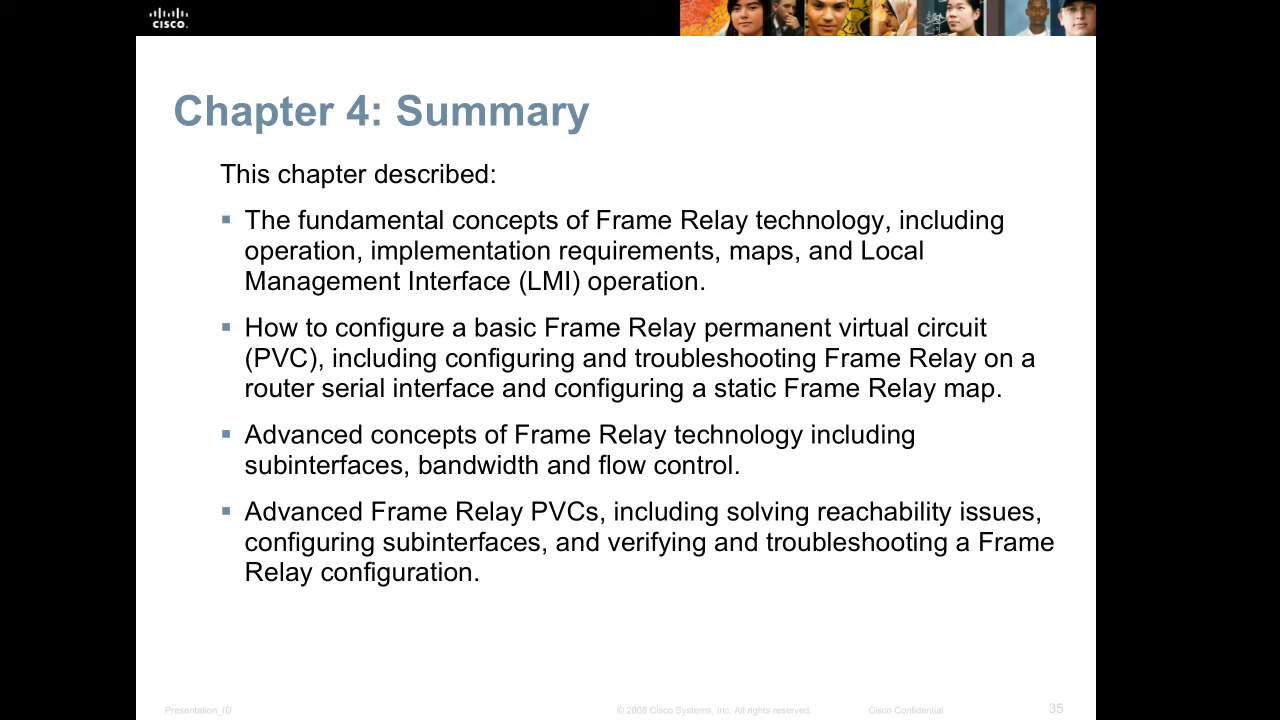 CISCO
Chapter 4: Summary
This chapter described:
The fundamental concepts of Frame Relay technology, including
operation, implementation requirements, maps, and Local
Management Interface (LMI) operation.
How to configure a basic Frame Relay permanent virtual circuit
(PVC), including configuring and troubleshooting Frame Relay on a
router serial interface and configuring a static Frame Relay map.
Advanced concepts of Frame Relay technology including
subinterfaces, bandwidth and flow control.
Advanced Frame Relay PVCs, including solving reachability issues,
configuring subinterfaces, and verifying and troubleshooting a Frame
Relay configuration.
Presentation_ID © 2008 Cisco Systems, Inc. All rights reserved. Cisco Confidential 35